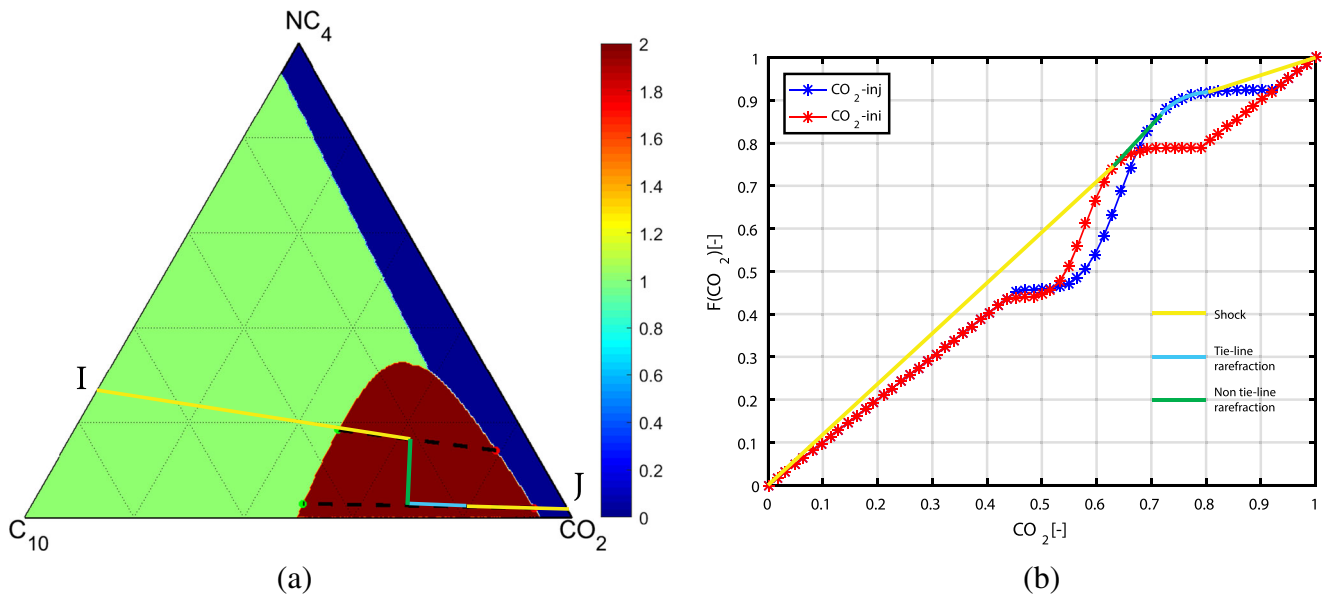 NC4
I
J
C10
CO2
2
1.8
1.6
1.4
1.2
1
0.8
0.6
0.4
0.2
0
(a)
CO2-inj
CO2-ini
Shock
Tie-line
rarefraction
Non tie-line
rarefraction
F(CO2)[-]
1
0.9
0.8
0.7
0.6
0.5
0.4
0.3
0.2
0.1
0
0 0.1 0.2 0.3 0.4 0.5 0.6 0.7 0.8 0.9 1
CO2[-]
(b)